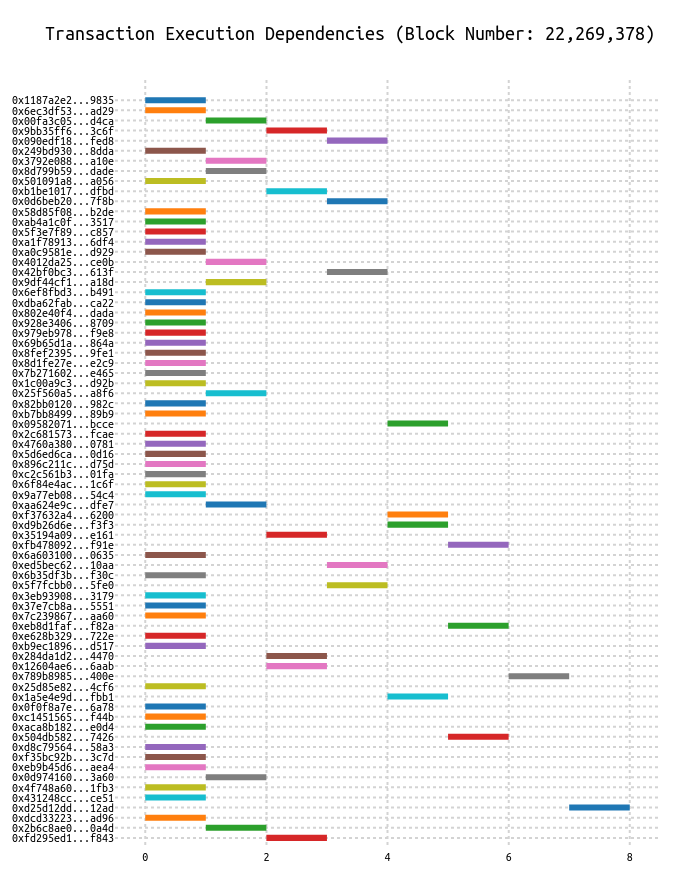 Transaction Execution Dependencies (Block Number: 22,269,378)
0x1187a2e2...9835
0x6ec3df53...ad29
0x00fa3c05...d4ca
0x9bb35ff6...3c6f
0x090edf18...fed8
0x249bd930...8dda
0x3792e088...a10e
0x8d799b59...dade
0x501091a8...a056
0xb1be1017...dfbd
0x0d6beb20...7f8b
0x58d85f08...b2de
0xab4a1c0f...3517
0x5f3e7f89...c857
0xa1f78913...6df4
0xa0c9581e...d929
0x4012da25...ce0b
0x42bf0bc3...613f
0x9df44cf1...a18d
0x6ef8fbd3...b491
0xdba62fab...ca22
0x802e40f4...dada
0x928e3406...8709
0x979eb978...f9e8
0x69b65d1a...864a
0x8fef2395...9fe1
0x8d1fe27e...e2c9
0x7b271602...e465
0x1c00a9c3...d92b
0x25f560a5...a8f6
0x82bb0120...982c
0xb7bb8499...89b9
0x09582071...bcce
0x2c681573...fcae
0x4760a380...0781
0x5d6ed6ca...0d16
0x896c211c...d75d
0xc2c561b3...01fa
0x6f84e4ac...1c6f
0x9a77eb08...54c4
0xaa624e9c...dfe7
0xf37632a4...6200
0xd9b26d6e...f3f3
0x35194a09...e161
0xfb478092...f91e
0x6a603100...0635
0xed5bec62...10aa
0x6b35df3b...f30c
0x5f7fcbb0...5fe0
0x3eb93908...3179
0x37e7cb8a...5551
0x7c239867...aa60
0xeb8d1faf...f82a
0xe628b329...722e
0xb9ec1896...d517
0x284da1d2...4470
0x12604ae6...6aab
0x789b8985...400e
0x25d85e82...4cf6
0x1a5e4e9d...fbb1
0x0f0f8a7e...6a78
0xc1451565...f44b
0xaca8b182...e0d4
0x504db582...7426
0xd8c79564...58a3
0xf35bc92b...3c7d
0xeb9b45d6...aea4
0x0d974160...3a60
0x4f748a60...1fb3
0x431248cc...ce51
0xd25d12dd...12ad
0xdcd33223...ad96
0x2b6c8ae0...0a4d
0xfd295ed1...f843
0 2 4 6 8